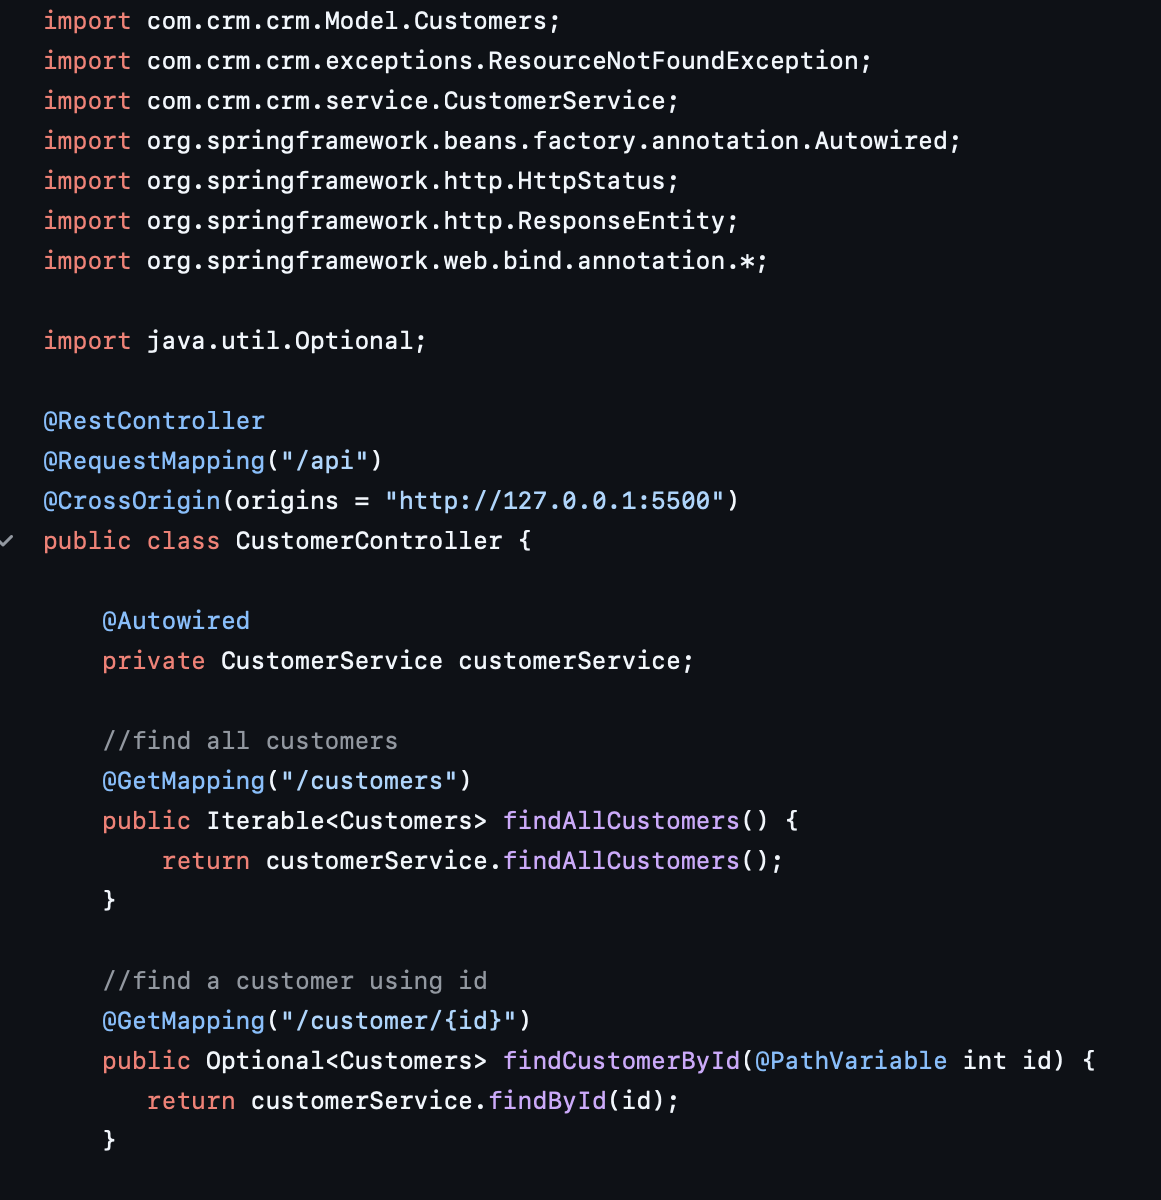 import com.crm.crm.Model.Customers;
import com.crm.crm.exceptions.ResourceNotFoundException;
import com.crm.crm.service.CustomerService;
import org.springframework.beans.factory.annotation.Autowired;
import org.springframework.http.HttpStatus;
import org.springframework.http.ResponseEntity;
import org.springframework.web.bind.annotation.*;

import java.util.Optional;

@RestController
@RequestMapping("/api")
@CrossOrigin(origins = "http://127.0.0.1:5500")
public class CustomerController {

    @Autowired
    private CustomerService customerService;

    //find all customers
    @GetMapping("/customers")
    public Iterable<Customers> findAllCustomers() {
        return customerService.findAllCustomers();
    }

    //find a customer using id
    @GetMapping("/customer/{id}")
    public Optional<Customers> findCustomerById(@PathVariable int id) {
       return customerService.findById(id);
    }